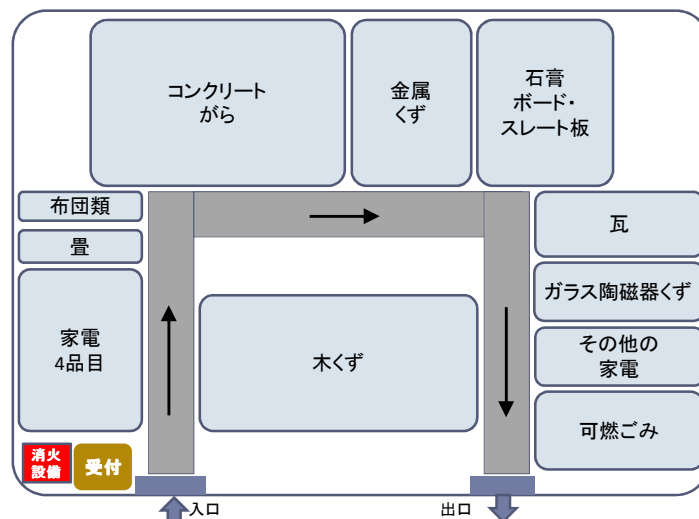 コンクリート
がら
金属
くず
石膏
ボード・
スレート板
布団類
畳
家電
4品目
木くず
瓦
ガラス陶磁器くず
その他の
家電
可燃ごみ
消火
設備
受付
入口
出口